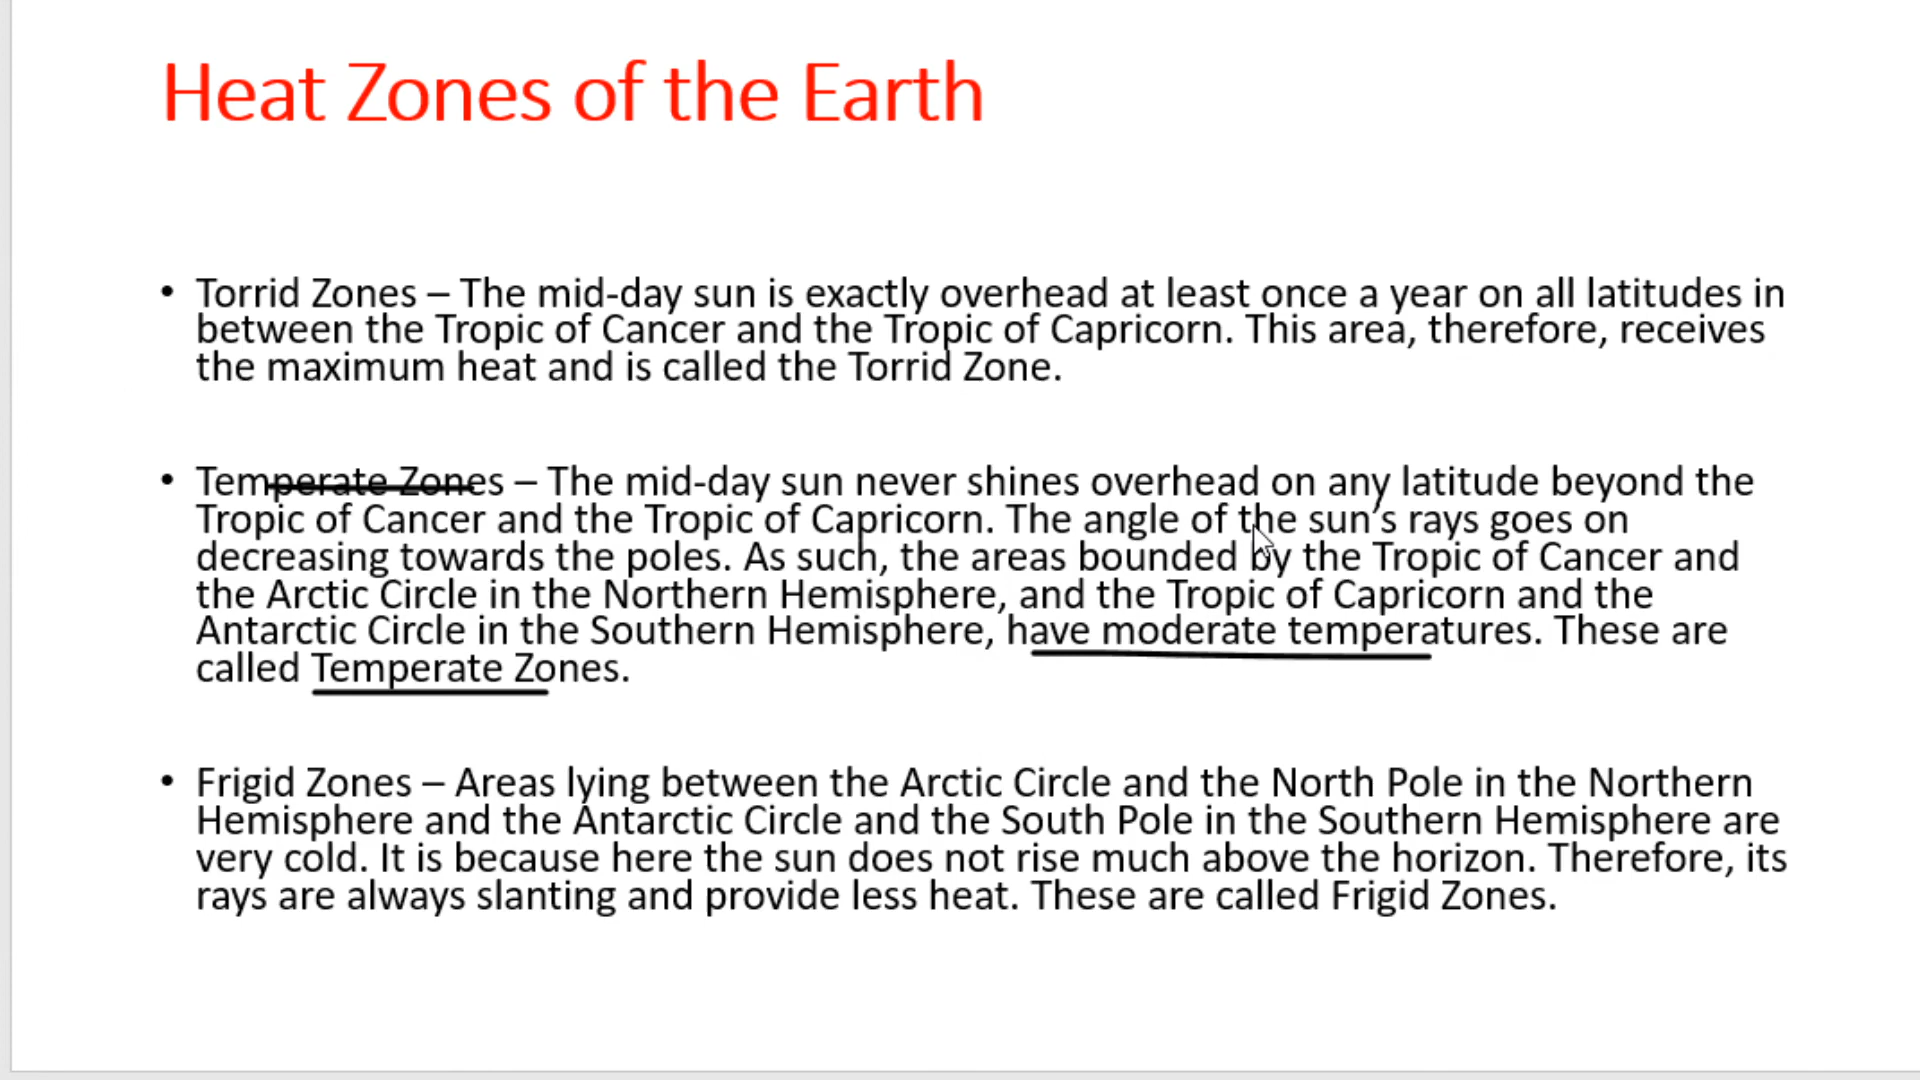 Heat Zones of the Earth
• Torrid Zones – The mid-day sun is exactly overhead at least once a year on all latitudes in
between the Tropic of Cancer and the Tropic of Capricorn. This area, therefore, receives
the maximum heat and is called the Torrid Zone.
• Temperate Zones – The mid-day sun never shines overhead on any latitude beyond the
Tropic of Cancer and the Tropic of Capricorn. The angle of the sun’s rays goes on
decreasing towards the poles. As such, the areas bounded by the Tropic of Cancer and
the Arctic Circle in the Northern Hemisphere, and the Tropic of Capricorn and the
Antarctic Circle in the Southern Hemisphere, have moderate temperatures. These are
called Temperate Zones.
• Frigid Zones – Areas lying between the Arctic Circle and the North Pole in the Northern
Hemisphere and the Antarctic Circle and the South Pole in the Southern Hemisphere are
very cold. It is because here the sun does not rise much above the horizon. Therefore, its
rays are always slanting and provide less heat. These are called Frigid Zones.